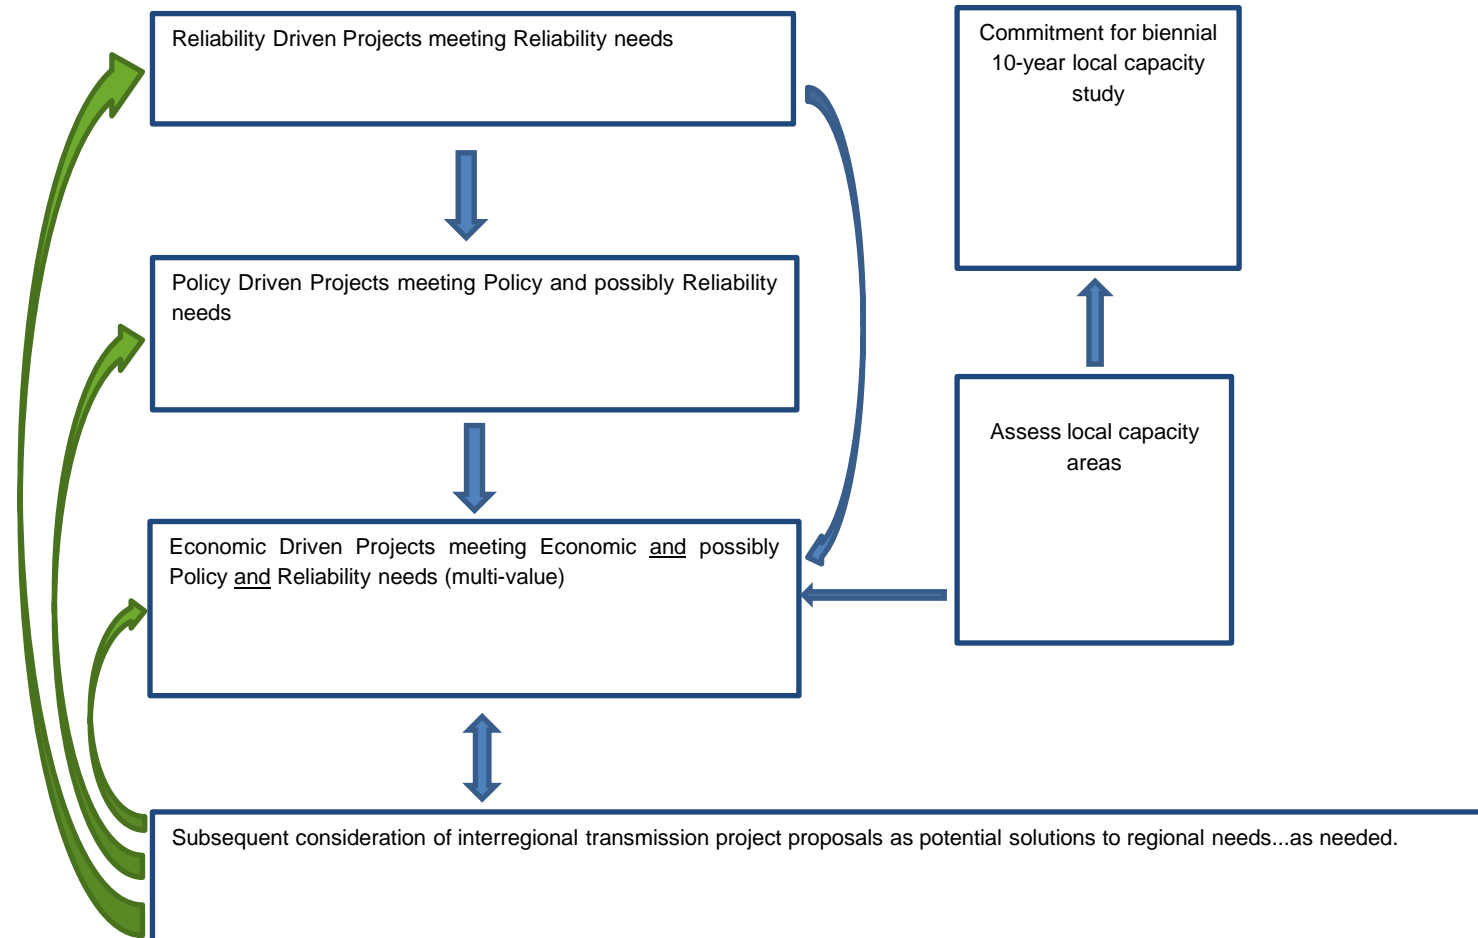 Reliability Driven Projects meeting Reliability needs
Commitment for biennial
10-year local capacity
study
Policy Driven Projects meeting Policy and possibly Reliability
needs
Assess local capacity
areas
Economic Driven Projects meeting Economic and possibly
Policy and Reliability needs (multi-value)
Subsequent consideration of interregional transmission project proposals as potential solutions to regional needs...as needed.